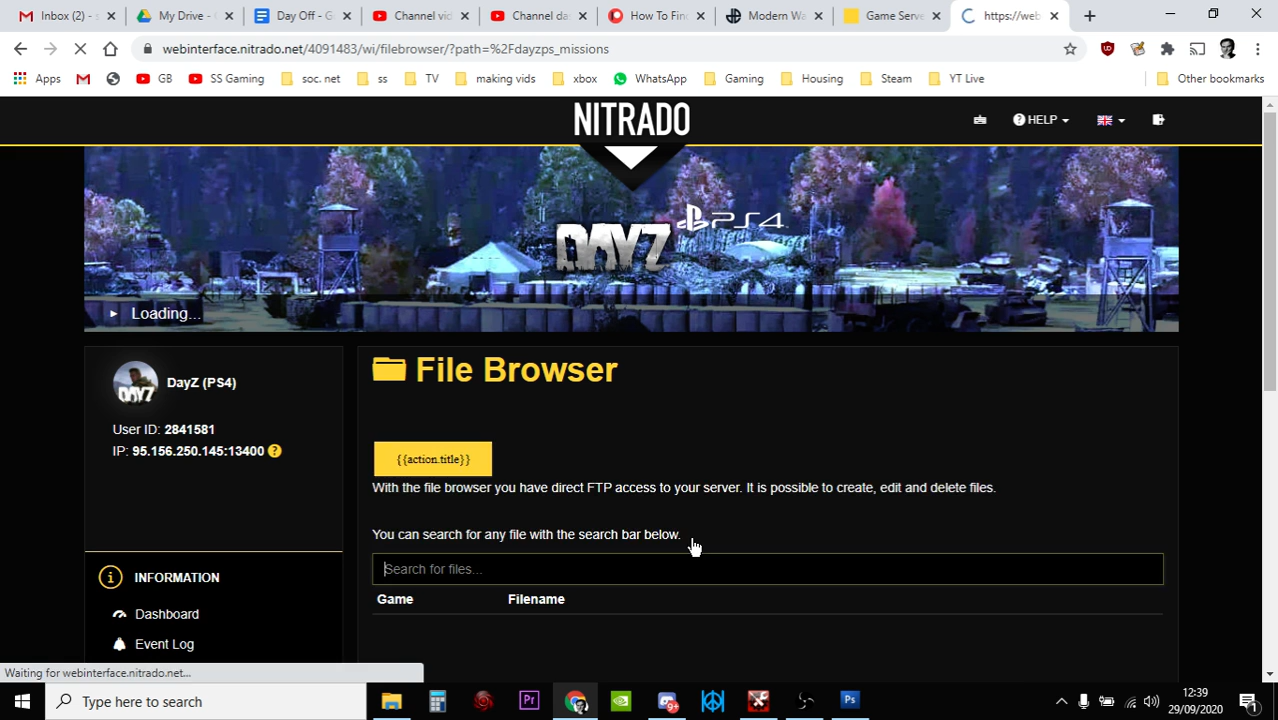 Inbox (
My Drive -
Day Off - G
Channel vid
Channel das
How To Fin
Modern Wa
Game Serve
https://web
webinterface.nitrado.net/4091483/wi/filebrowser/?path=%2Fdayzps_missions
Apps
GB
SS Gaming
soc. net
ss
TV
making vids
xbox
WhatsApp
Gaming
Housing
Steam
YT Live
Other bookmarks
NITRADO
HELP
DAYZ
PS4
Loading...
DayZ (PS4)
User ID: 2841581
IP: 95.156.250.145:13400
INFORMATION
Dashboard
Event Log
File Browser
{{action.title}}
With the file browser you have direct FTP access to your server. It is possible to create, edit and delete files.
You can search for any file with the search bar below.
Search for files...
Game Filename
Waiting for webinterface.nitrado.net...
Type here to search
12:39
29/09/2020